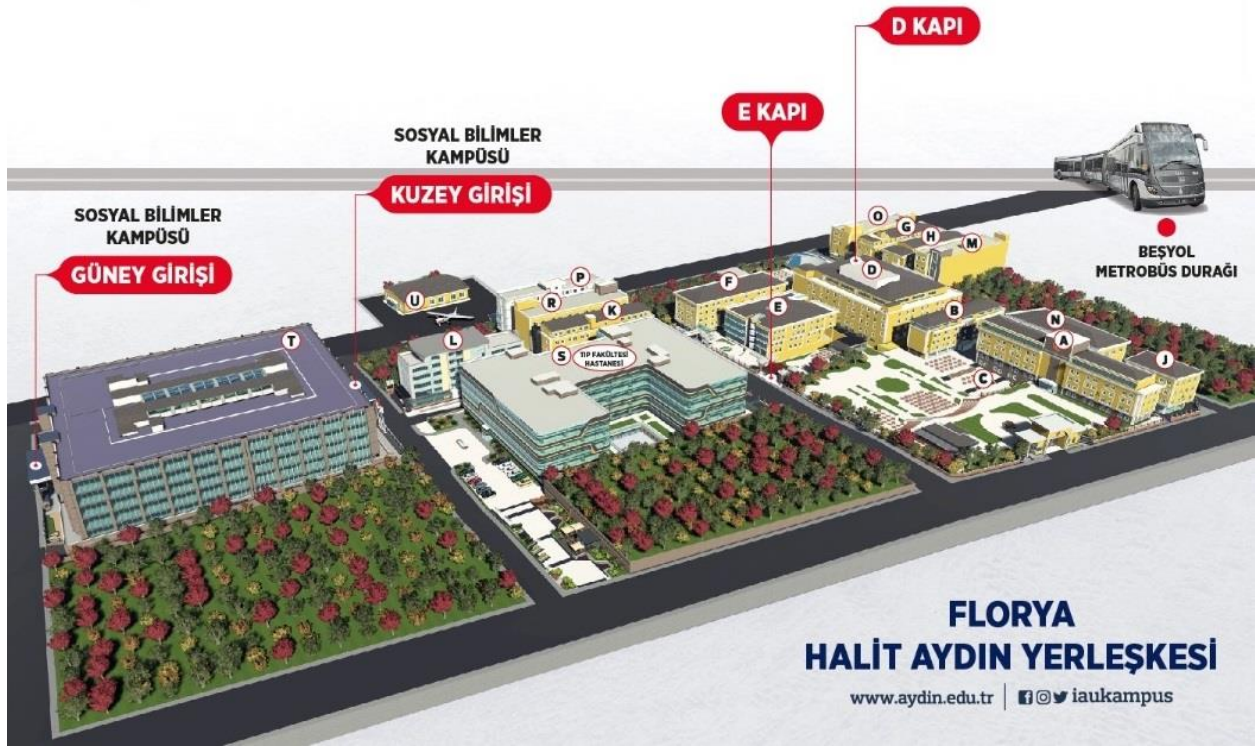 D KAPI
E KAPI
SOSYAL BİLİMLER
KAMPÜSÜ
KUZEY GİRİŞİ
SOSYAL BİLİMLER
KAMPÜSÜ
GÜNEY GİRİŞİ
BEŞYOL
METROBÜS DURAĞI
O
G
H
M
D
F
E
B
N
A
J
C
P
R
K
U
L
S
TIP FAKÜLTESİ
HASTANESİ
T
FLORYA
HALİT AYDIN YERLEŞKESİ
www.aydin.edu.tr | iaukampus